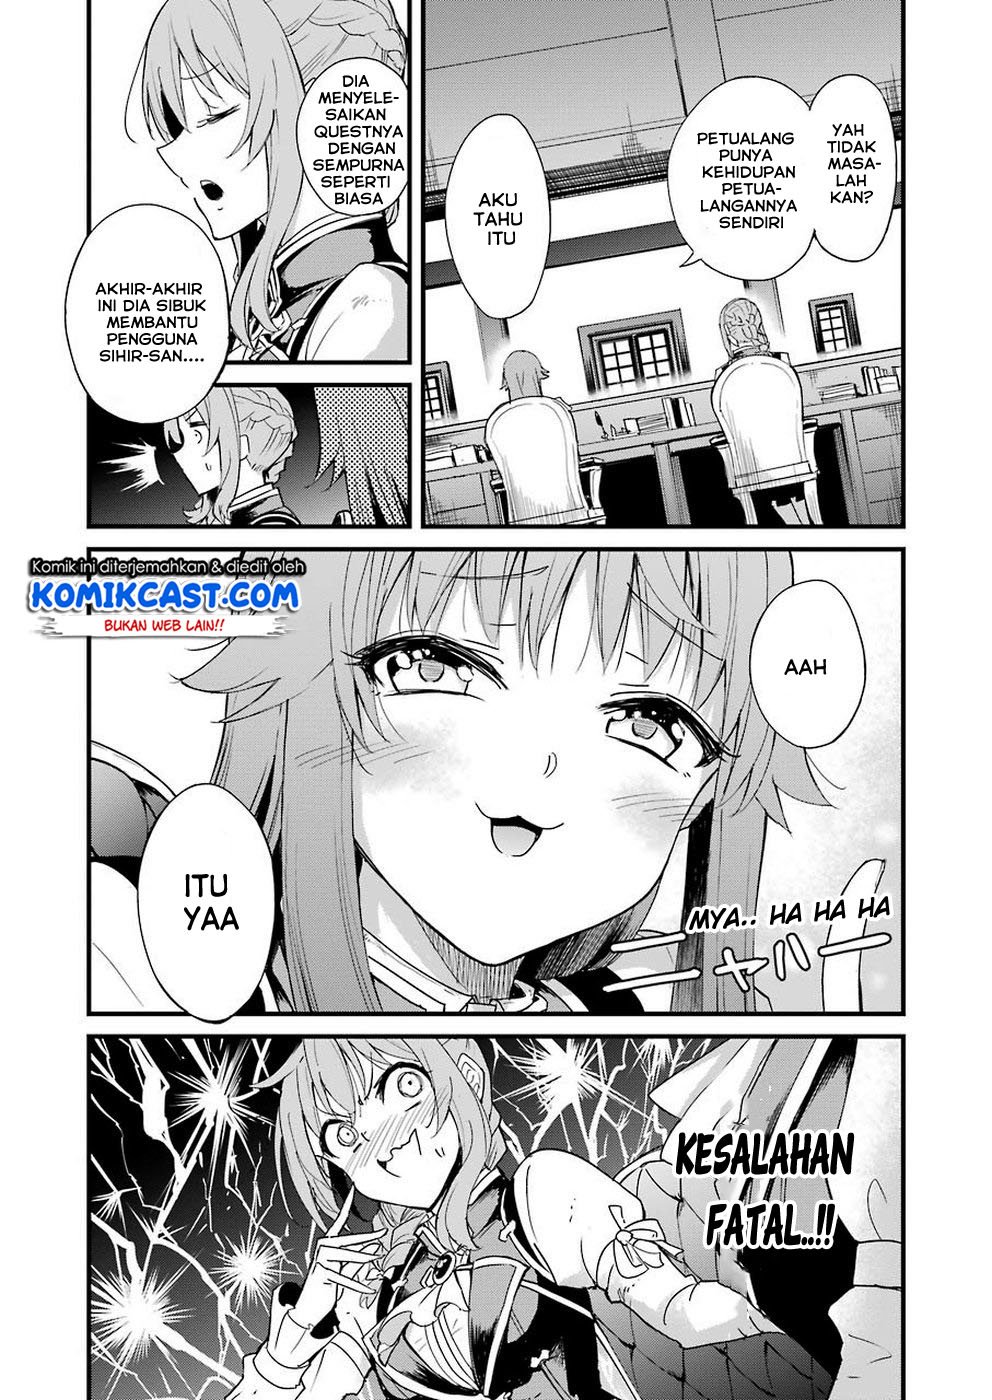 YAH
TIDAK
MASA-
LAH
KAN?
PETUALANG
PUNYA
KEHIDUPAN
PETUA-
LANGANNYA
SENDIRI
AKU
TAHU
ITU
DIA
MENYELE-
SAIKAN
QUESTNYA
DENGAN
SEMPURNA
SEPERTI
BIASA
AKHIR-AKHIR
INI DIA SIBUK
MEMBANTU
PENGGUNA
SIHIR-SAN....
Komik ini diterjemahkan & diedit oleh
KOMIKCAST.COM
BUKAN WEB LAIN!!
AAH
ITU
YAA
MYA.. HA HA HA
ニャハー
KESALAHAN
FATAL..!!